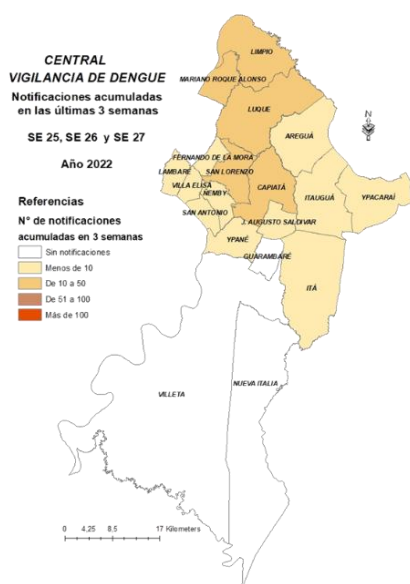 CENTRAL
VIGILANCIA DE DENGUE
Notificaciones acumuladas
en las últimas 3 semanas
SE 25, SE 26 y SE 27
Año 2022
Referencias
N° de notificaciones
acumuladas en 3 semanas
Sin notificaciones
Menos de 10
De 10 a 50
De 51 a 100
Más de 100
LIMPIO
MARIANO ROQUE ALONSO
LUQUE
N
AREGUÁ
FERNANDO DE LA MORA
LAMBARÉ
SAN LORENZO
VILLA ELISA
CAPIATÁ
ITAUGUÁ
YPACARAÍ
ÑEMBY
SAN ANTONIO
J. AUGUSTO SALDIVAR
YPANÉ
GUARAMBARÉ
ITÁ
VILLETA
NUEVA ITALIA
0 4,25 8,5 17 Kilometers